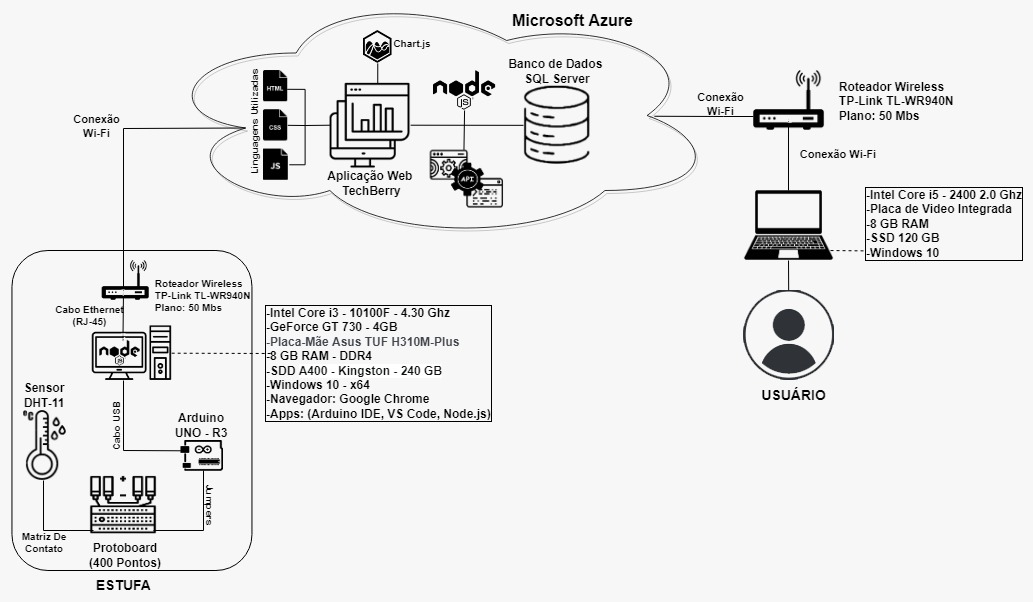 Microsoft Azure
Chart.js
Linguagens Utilizadas
HTML
CSS
JS
Aplicação Web
TechBerry
node
JS
API
Banco de Dados
SQL Server
Conexão
Wi-Fi
Conexão
Wi-Fi
Roteador Wireless
TP-Link TL-WR940N
Plano: 50 Mbs
Conexão Wi-Fi
-Intel Core i5 - 2400 2.0 Ghz
-Placa de Video Integrada
-8 GB RAM
-SSD 120 GB
-Windows 10
USUÁRIO
Roteador Wireless
TP-Link TL-WR940N
Plano: 50 Mbs
Cabo Ethernet
(RJ-45)
node
JS
-Intel Core i3 - 10100F - 4.30 Ghz
-GeForce GT 730 - 4GB
-Placa-Mãe Asus TUF H310M-Plus
-8 GB RAM - DDR4
-SDD A400 - Kingston - 240 GB
-Windows 10 - x64
-Navegador: Google Chrome
-Apps: (Arduino IDE, VS Code, Node.js)
Sensor
DHT-11
°C
Cabo USB
Arduino
UNO - R3
Jumpers
+
-
Matriz De
Contato
Protoboard
(400 Pontos)
ESTUFA